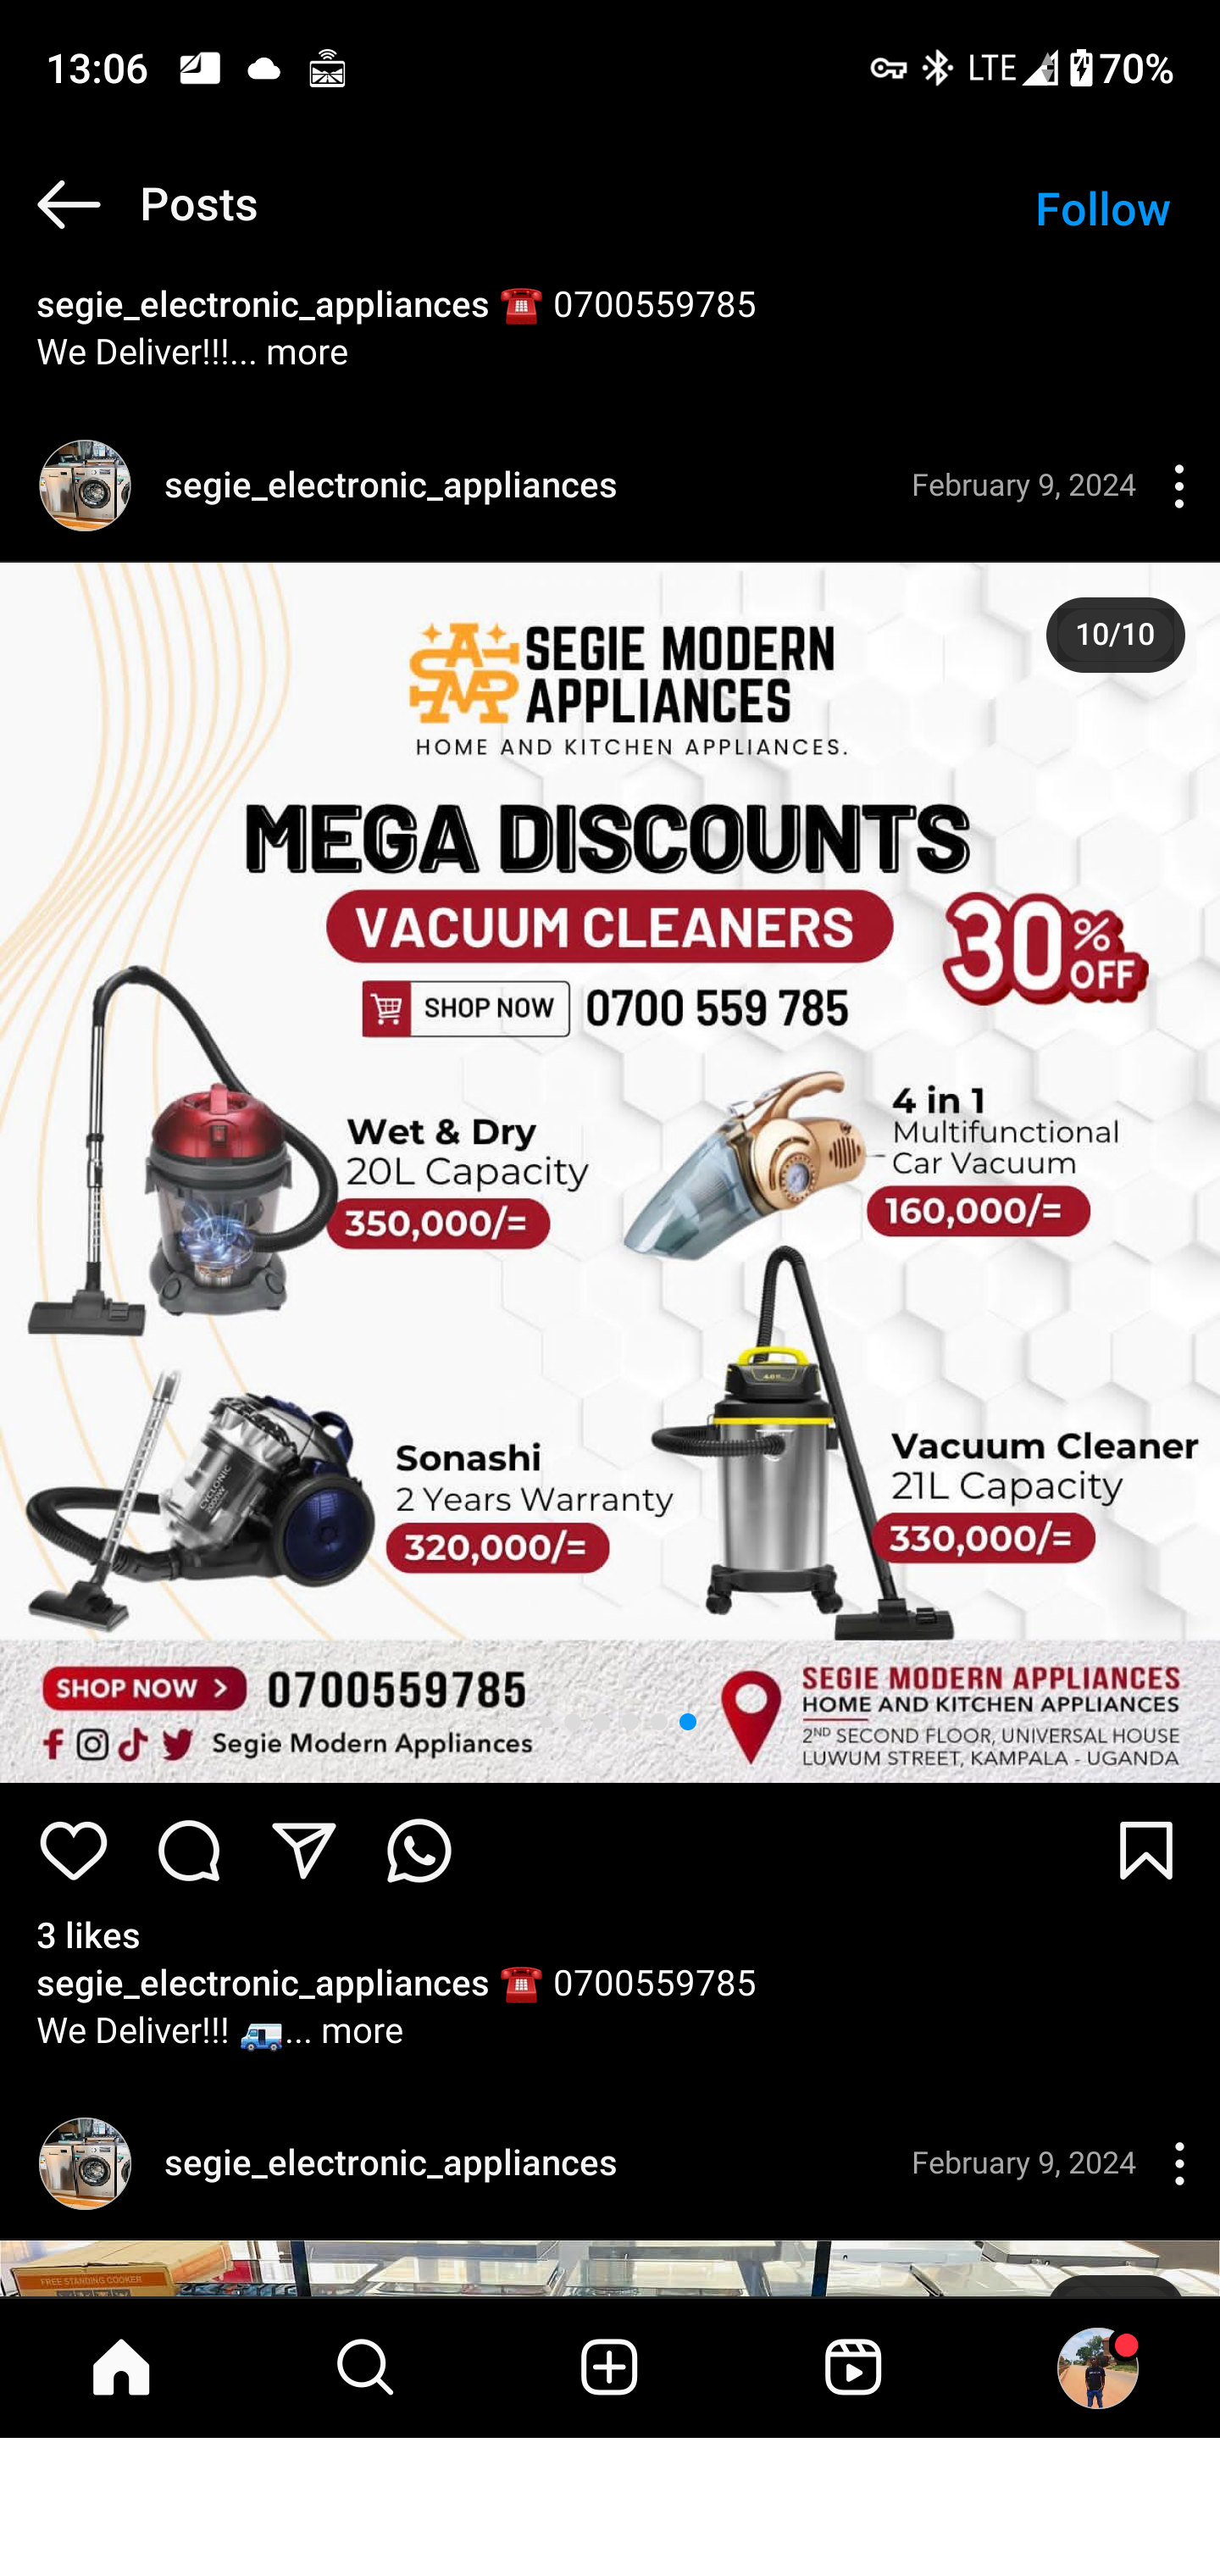 13:06
LTE 70%
Posts
Follow
segie_electronic_appliances ☎️ 0700559785
We Deliver!!!... more
segie_electronic_appliances
February 9, 2024
10/10
SEGIE MODERN
APPLIANCES
HOME AND KITCHEN APPLIANCES.
MEGA DISCOUNTS
VACUUM CLEANERS
30% OFF
SHOP NOW 0700 559 785
Wet & Dry
20L Capacity
350,000/=
4 in 1
Multifunctional
Car Vacuum
160,000/=
CYCLONIC
Sonashi
2 Years Warranty
320,000/=
Vacuum Cleaner
21L Capacity
330,000/=
SHOP NOW > 0700559785
Segie Modern Appliances
SEGIE MODERN APPLIANCES
HOME AND KITCHEN APPLIANCES
2ND SECOND FLOOR, UNIVERSAL HOUSE
LUWUM STREET, KAMPALA - UGANDA
3 likes
segie_electronic_appliances ☎️ 0700559785
We Deliver!!! 🚐... more
segie_electronic_appliances
February 9, 2024
FREE STANDING COOKER